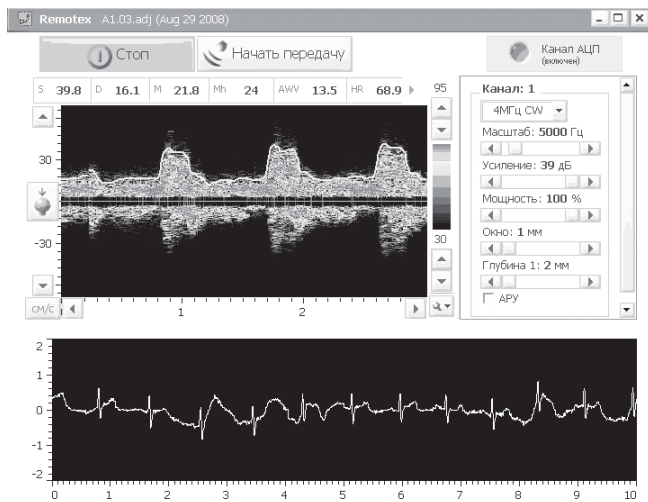 Remotex A1.03.adj (Aug 29 2008)
Стоп
Начать передачу
Канал АЦП
(включен)
S 39.8 D 16.1 M 21.8 Mh 24 AWV 13.5 HR 68.9
95
30
-30
30
см/с
1 2
Канал: 1
4МГц CW
Масштаб: 5000 Гц
Усиление: 39 дБ
Мощность: 100 %
Окно: 1 мм
Глубина 1: 2 мм
АРУ
2
1
0
-1
-2
0 1 2 3 4 5 6 7 8 9 10